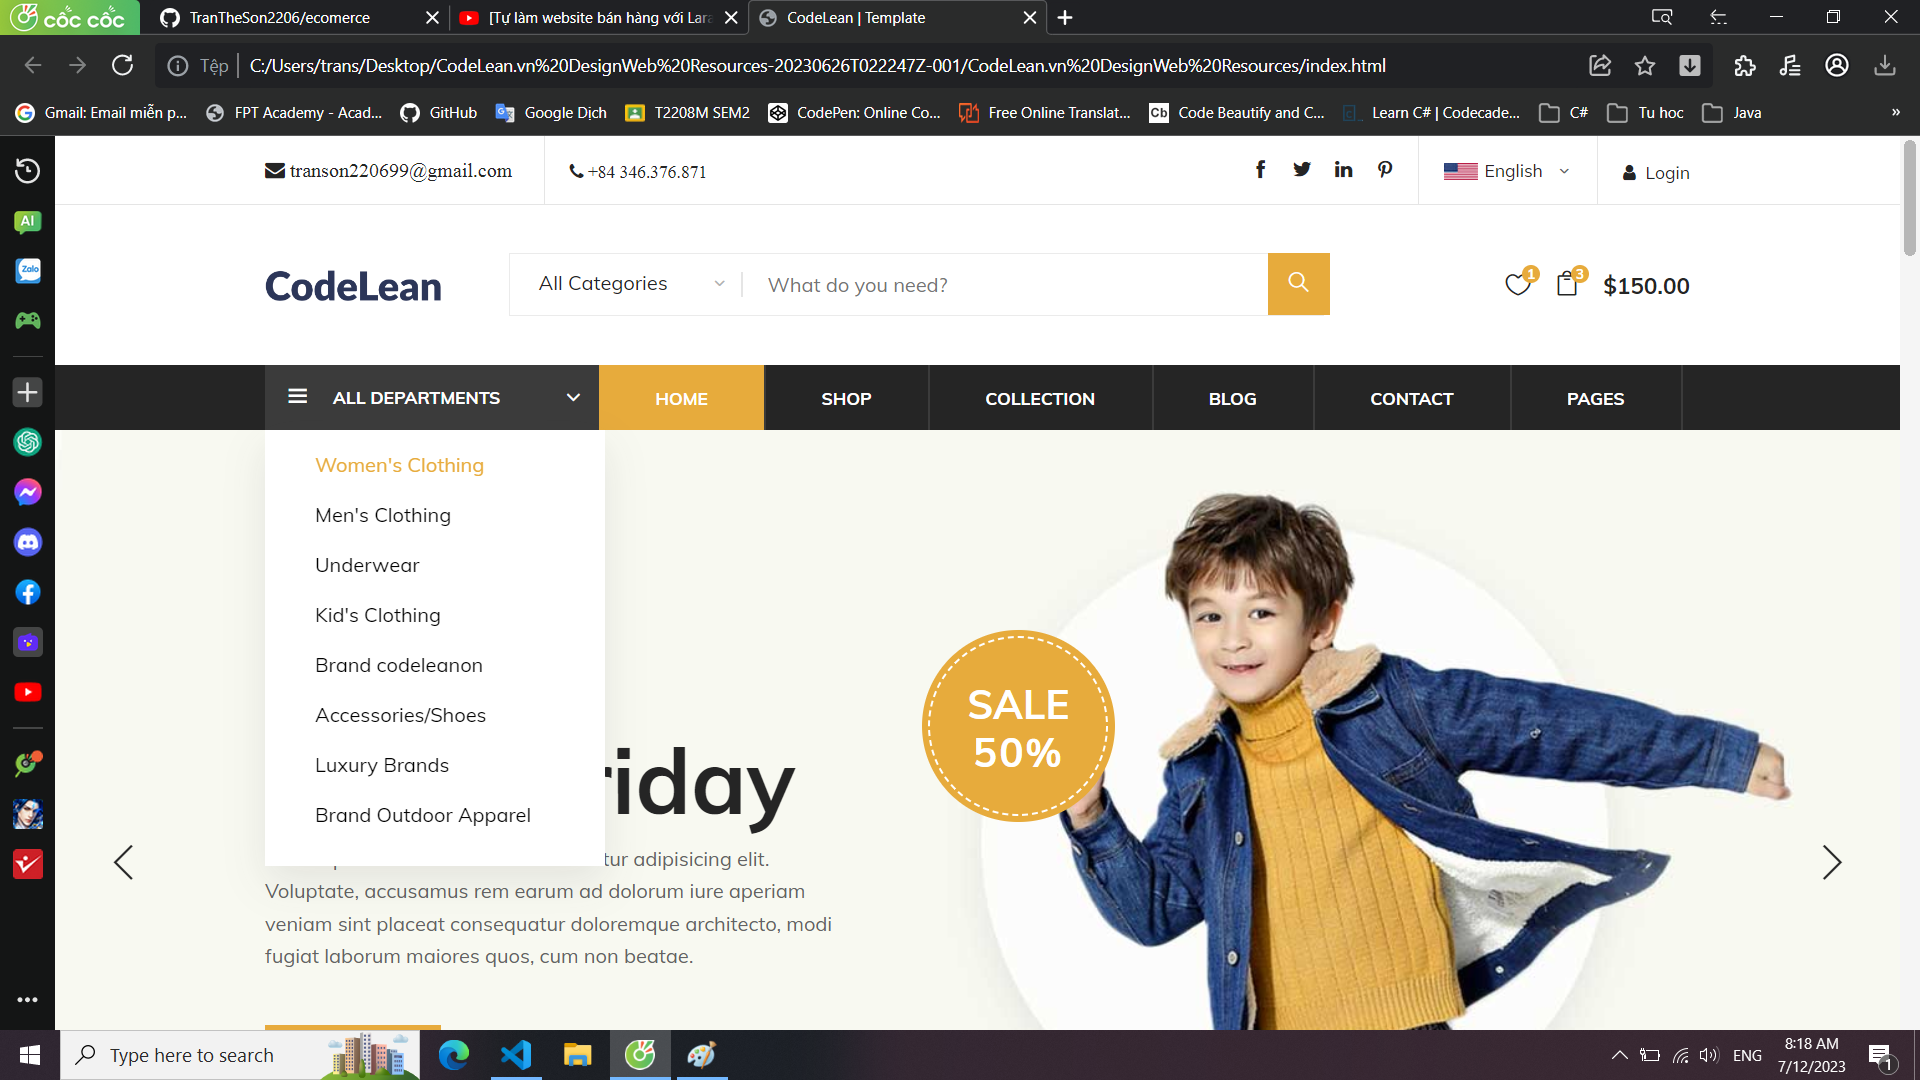 cốc cốc
TranTheSon2206/ecomerce
[Tự làm website bán hàng với Lara
CodeLean | Template
Tệp
C:/Users/trans/Desktop/CodeLean.vn%20DesignWeb%20Resources-20230626T022247Z-001/CodeLean.vn%20DesignWeb%20Resources/index.html
Gmail: Email miễn p...
FPT Academy - Acad...
GitHub
Google Dịch
T2208M SEM2
CodePen: Online Co...
Free Online Translat...
Cb
Code Beautify and C...
Learn C# | Codecade...
C#
Tu hoc
Java
»
AI
Zalo
transon220699@gmail.com
+84 346.376.871
English
Login
CodeLean
All Categories
What do you need?
1
3
$150.00
ALL DEPARTMENTS
HOME
SHOP
COLLECTION
BLOG
CONTACT
PAGES
Women's Clothing
Men's Clothing
Underwear
Kid's Clothing
Brand codeleanon
Accessories/Shoes
Luxury Brands
Brand Outdoor Apparel
riday
tur adipisicing elit.
Voluptate, accusamus rem earum ad dolorum iure aperiam
veniam sint placeat consequatur doloremque architecto, modi
fugiat laborum maiores quos, cum non beatae.
SALE
50%
Type here to search
ENG
8:18 AM
7/12/2023
1